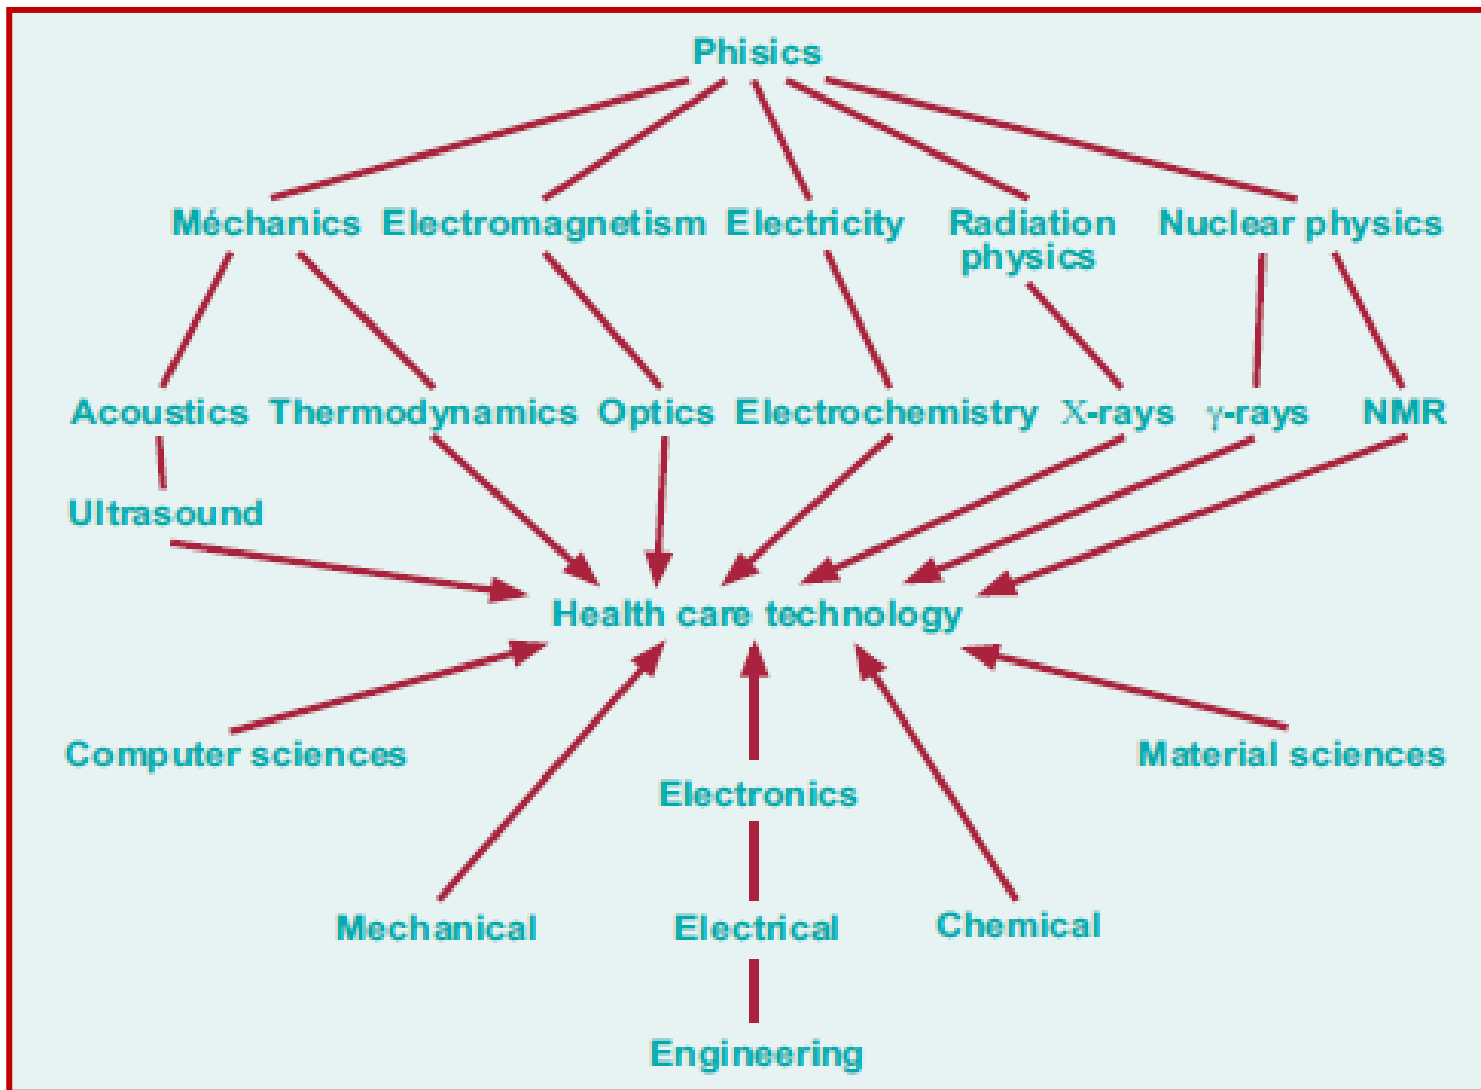 Phisics
Méchanics Electromagnetism Electricity Radiation physics Nuclear physics
Acoustics Thermodynamics Optics Electrochemistry X-rays γ-rays NMR
Ultrasound
Health care technology
Computer sciences Material sciences
Electronics
Mechanical Electrical Chemical
Engineering